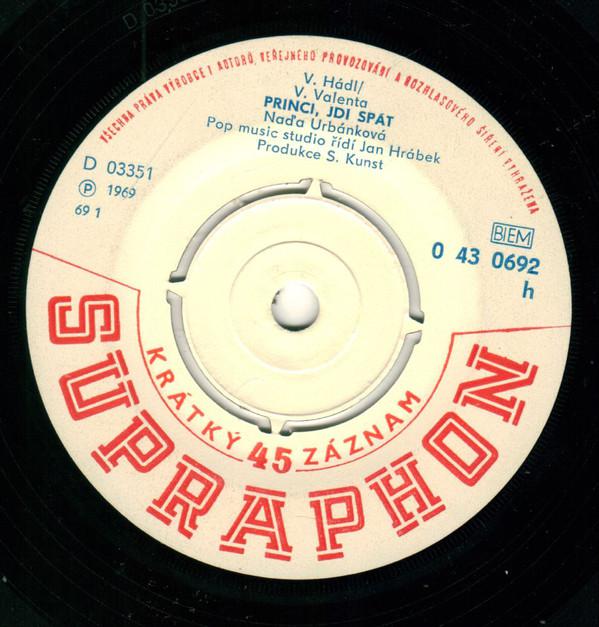 VŠECHNA PRÁVA VÝROBCE I AUTORŮ, VEŘEJNÉHO PROVOZOVÁNÍ A ROZHLASOVÉHO ŠÍŘENÍ VYHRAŽENA
V. Hádl/
V. Valenta
PRINCI, JDI SPÁT
Naďa Urbánková
Pop music studio řídí Jan Hrábek
Produkce S. Kunst
D 03351
Ⓟ 1969
69 1
BIEM
0 43 0692
h
KRÁTKÝ 45 ZÁZNAM
SUPRAPHON